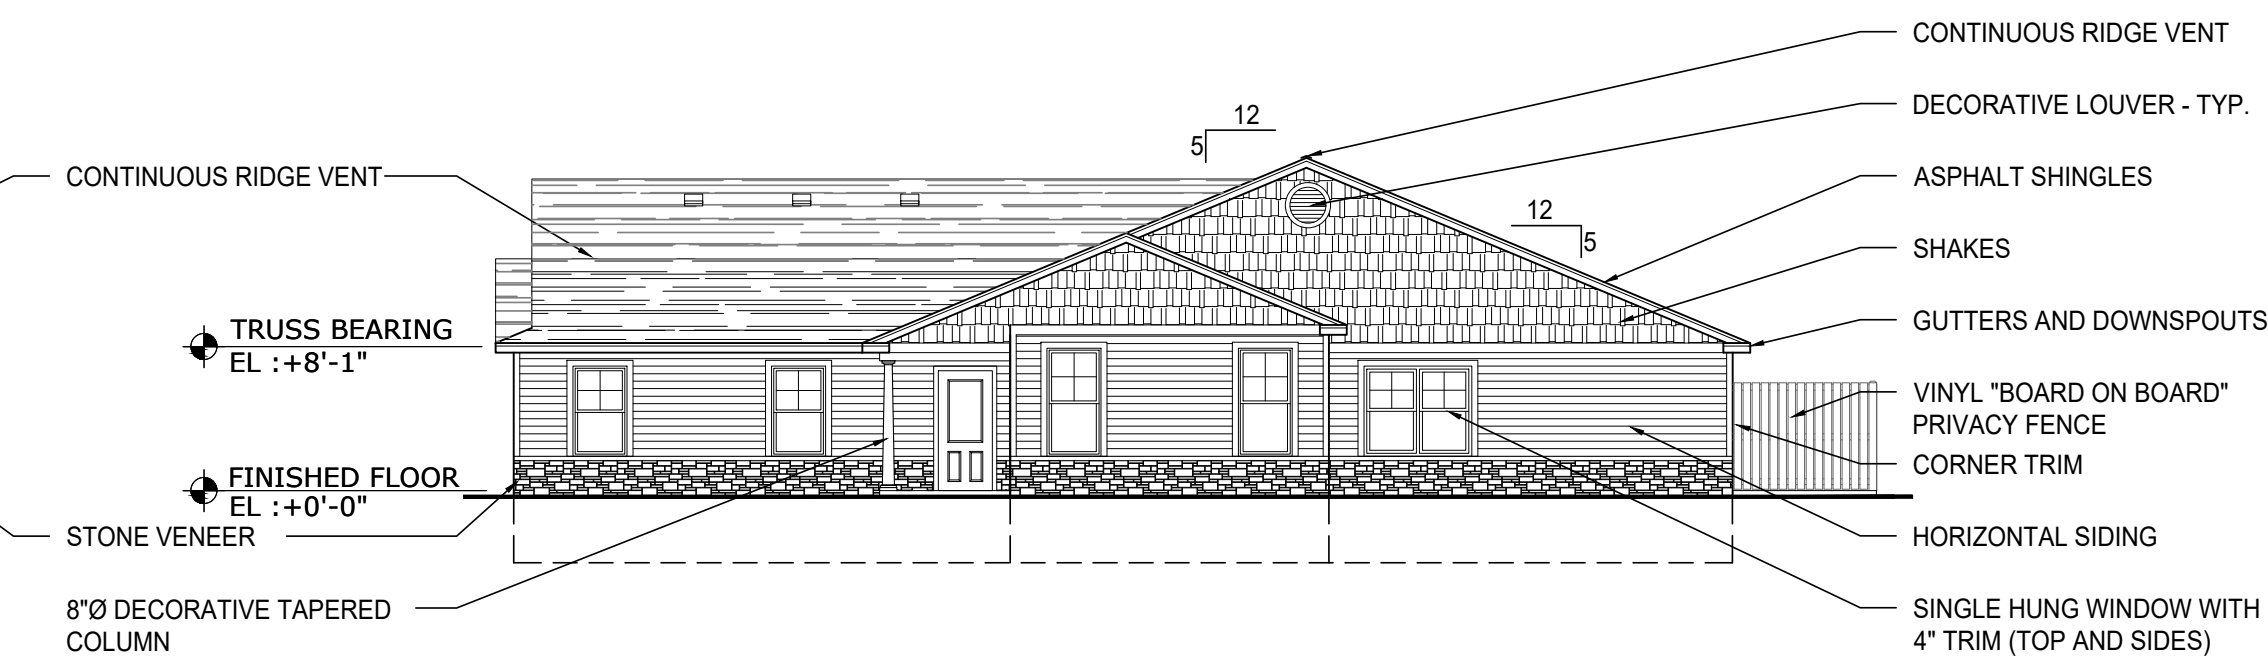 CONTINUOUS RIDGE VENT
TRUSS BEARING
EL :+8'-1"
FINISHED FLOOR
EL :+0'-0"
STONE VENEER
8"Ø DECORATIVE TAPERED
COLUMN
12
5
12
5
CONTINUOUS RIDGE VENT
DECORATIVE LOUVER - TYP.
ASPHALT SHINGLES
SHAKES
GUTTERS AND DOWNSPOUTS
VINYL "BOARD ON BOARD"
PRIVACY FENCE
CORNER TRIM
HORIZONTAL SIDING
SINGLE HUNG WINDOW WITH
4" TRIM (TOP AND SIDES)